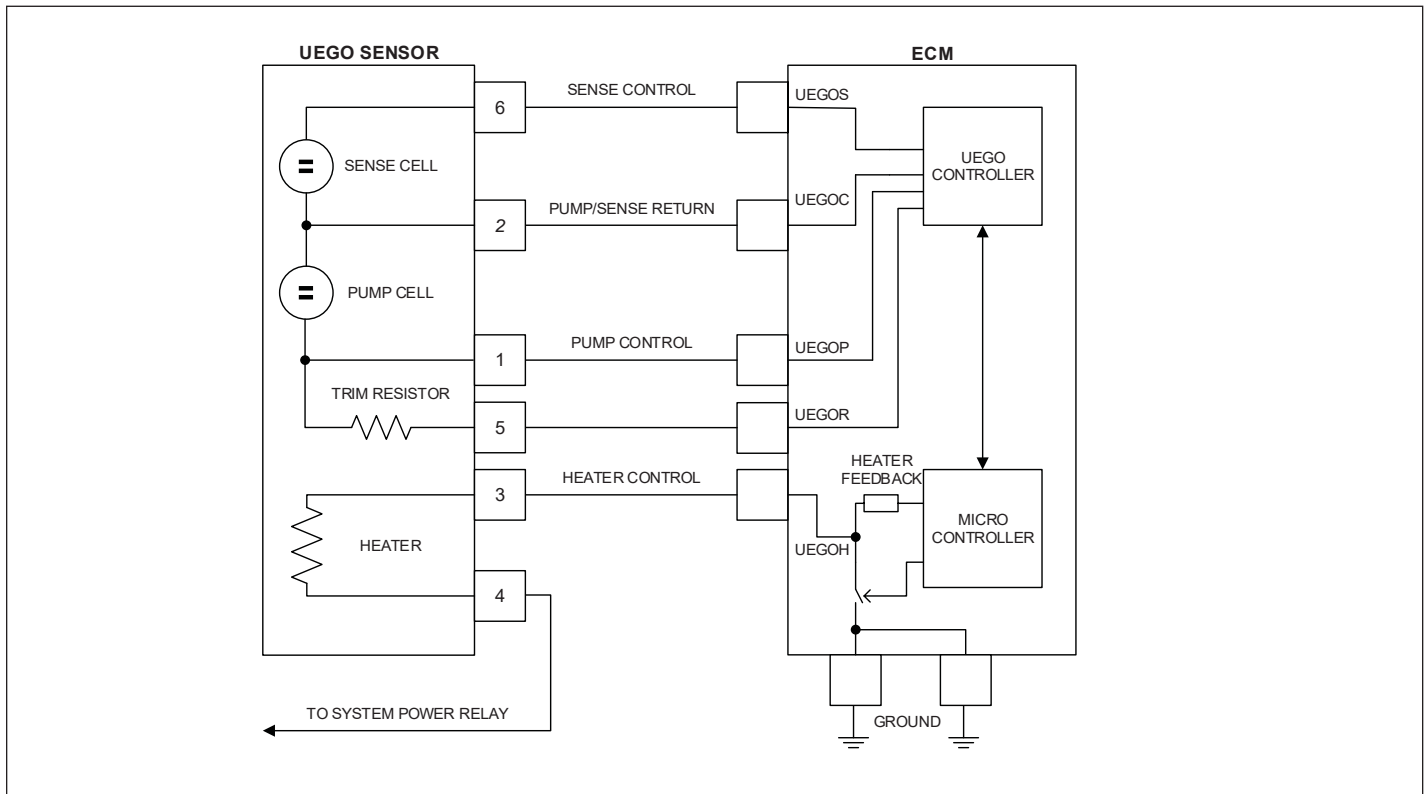 UEGO SENSOR
ECM
6
SENSE CONTROL
UEGOS
SENSE CELL
UEGO
CONTROLLER
2
PUMP/SENSE RETURN
UEGOC
PUMP CELL
1
PUMP CONTROL
UEGOP
TRIM RESISTOR
5
UEGOR
3
HEATER CONTROL
HEATER
FEEDBACK
HEATER
UEGOH
MICRO
CONTROLLER
4
TO SYSTEM POWER RELAY
GROUND